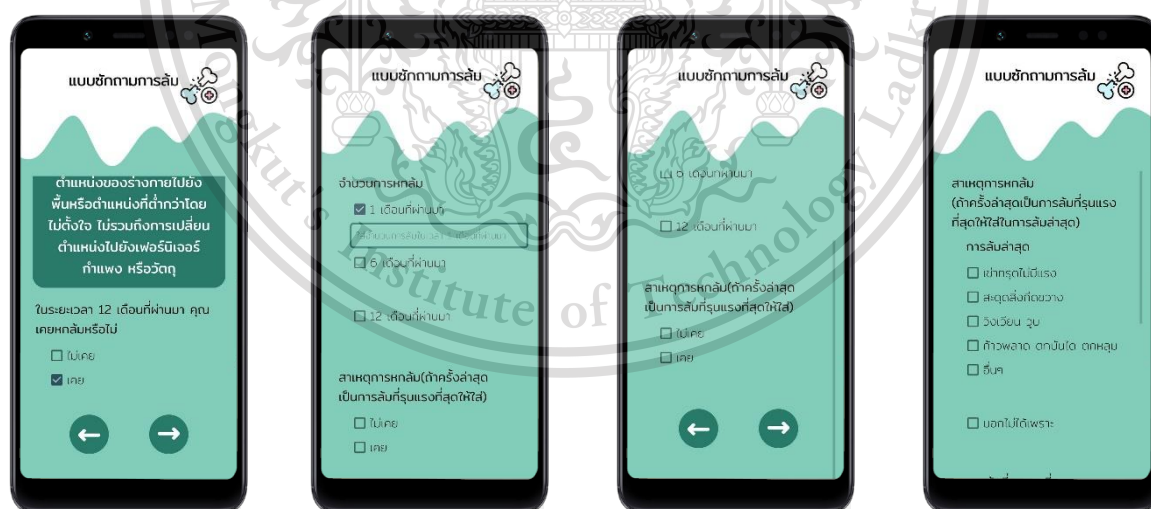 แบบซักถามการล้ม
ตำแหน่งของร่างกายไปยัง
พื้นหรือตำแหน่งที่ต่ำกว่าโดย
ไม่ตั้งใจ ไม่รวมถึงการเปลี่ยน
ตำแหน่งไปยังเฟอร์นิเจอร์
กำแพง หรือวัตถุ
ในระยะเวลา 12 เดือนที่ผ่านมา คุณ
เคยหกล้มหรือไม่
ไม่เคย
เคย
แบบซักถามการล้ม
จำนวนการหกล้ม
1 เดือนที่ผ่านมา
6 เดือนที่ผ่านมา
12 เดือนที่ผ่านมา
สาเหตุการหกล้ม(ถ้าครั้งล่าสุด
เป็นการล้มที่รุนแรงที่สุดให้ใส่)
ไม่เคย
เคย
แบบซักถามการล้ม
6 เดือนที่ผ่านมา
12 เดือนที่ผ่านมา
สาเหตุการหกล้ม(ถ้าครั้งล่าสุด
เป็นการล้มที่รุนแรงที่สุดให้ใส่)
ไม่เคย
เคย
แบบซักถามการล้ม
สาเหตุการหกล้ม
(ถ้าครั้งล่าสุดเป็นการล้มที่รุนแรง
ที่สุดให้ใส่ในการล้มล่าสุด)
การล้มล่าสุด
เข่าทรุดไม่มีแรง
สะดุดสิ่งกีดขวาง
วิงเวียน วูบ
ก้าวพลาด ตกบันได ตกหลุม
อื่นๆ
บอกไม่ได้เพราะ
Institute of Technology